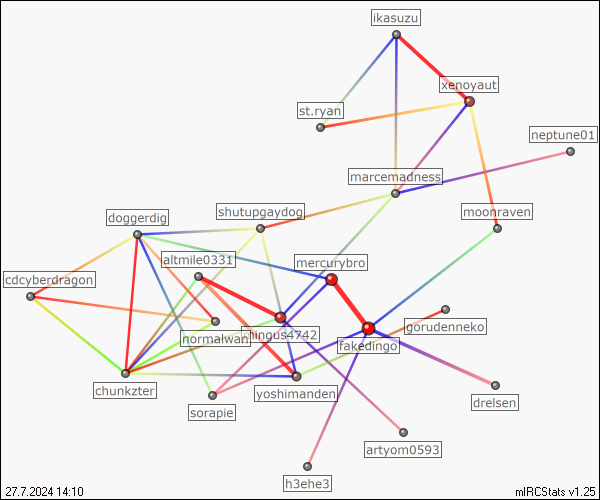 ikasuzu
xenoyaut
st.ryan
neptune01
marcemadness
shutupgaydog
moonraven
doggerdig
altmile0331
mercurybro
cdcyberdragon
gorudenneko
normalwan
hingus4742
fakedingo
chunkzter
yoshimanden
sorapie
drelsen
artyom0593
h3ehe3
27.7.2024 14:10
mIRCStats v1.25